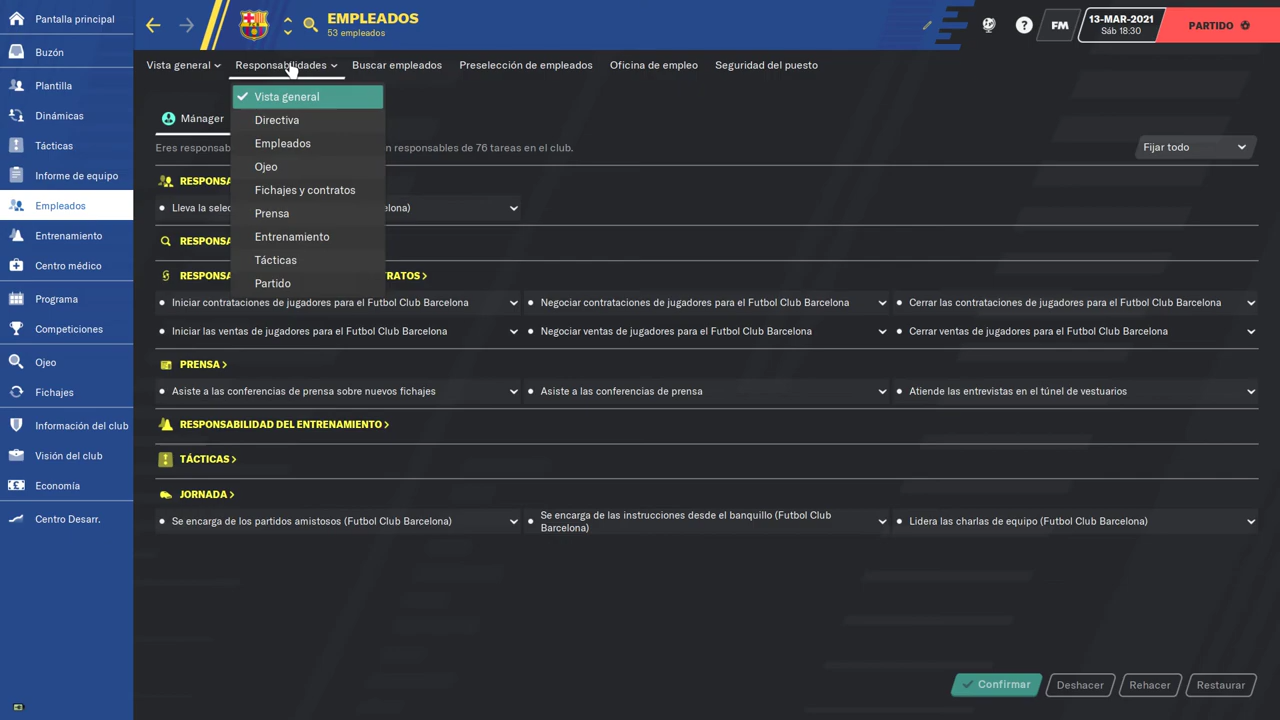 Pantalla principal
Buzón
Plantilla
Dinámicas
Tácticas
Informe de equipo
Empleados
Entrenamiento
Centro médico
Programa
Competiciones
Ojeo
Fichajes
Información del club
Visión del club
Economía
Centro Desarr.
EMPLEADOS
53 empleados
FM
13-MAR-2021
Sáb 18:30
PARTIDO
Vista general
Responsabilidades
Buscar empleados
Preselección de empleados
Oficina de empleo
Seguridad del puesto
Vista general
Directiva
Empleados
Ojeo
Fichajes y contratos
Prensa
Entrenamiento
Tácticas
Partido
Mánager
Eres responsab n responsables de 76 tareas en el club.
Fijar todo
RESPONSA
Lleva la selec elona)
RESPONSA
RESPONSA TRATOS >
Iniciar contrataciones de jugadores para el Futbol Club Barcelona
Negociar contrataciones de jugadores para el Futbol Club Barcelona
Cerrar las contrataciones de jugadores para el Futbol Club Barcelona
Iniciar las ventas de jugadores para el Futbol Club Barcelona
Negociar ventas de jugadores para el Futbol Club Barcelona
Cerrar ventas de jugadores para el Futbol Club Barcelona
PRENSA >
Asiste a las conferencias de prensa sobre nuevos fichajes
Asiste a las conferencias de prensa
Atiende las entrevistas en el túnel de vestuarios
RESPONSABILIDAD DEL ENTRENAMIENTO >
TÁCTICAS >
JORNADA >
Se encarga de los partidos amistosos (Futbol Club Barcelona)
Se encarga de las instrucciones desde el banquillo (Futbol Club
Barcelona)
Lidera las charlas de equipo (Futbol Club Barcelona)
Confirmar
Deshacer
Rehacer
Restaurar